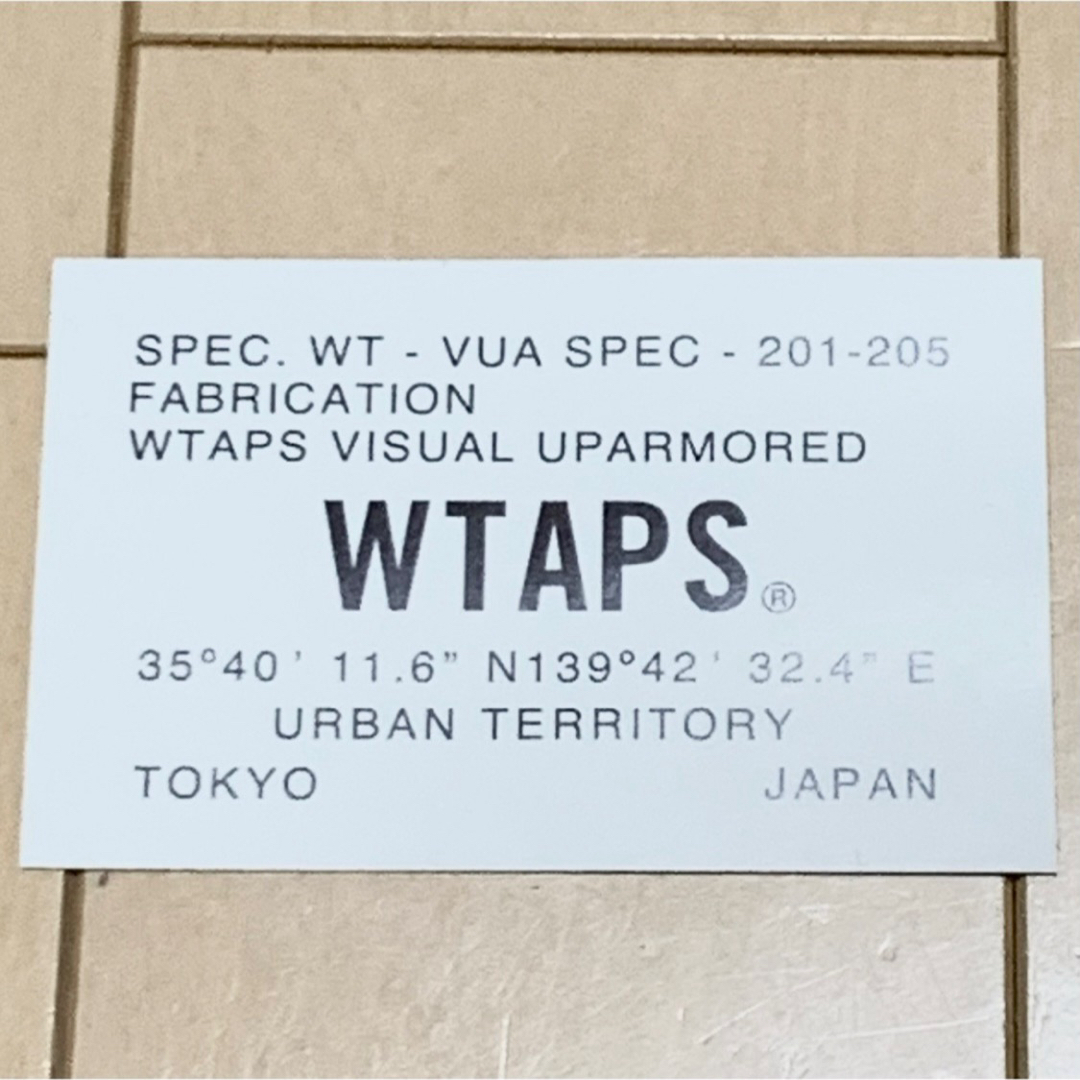 SPEC. WT - VUA SPEC - 201-205
FABRICATION
WTAPS VISUAL UPARMORED
WTAPS®
35°40' 11.6” N139°42' 32.4” E
URBAN TERRITORY
TOKYO JAPAN